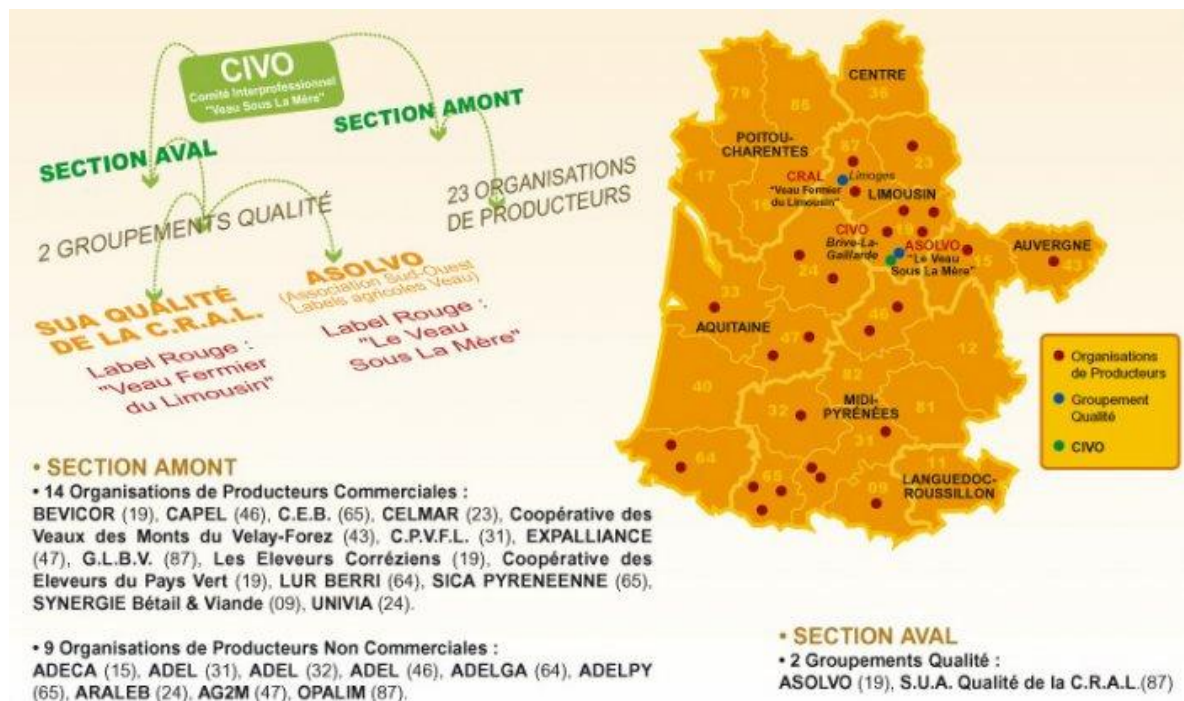 CIVO
Comité Interprofessionnel
"Veau Sous La Mère"
SECTION AVAL
SECTION AMONT
2 GROUPEMENTS QUALITÉ
23 ORGANISATIONS
DE PRODUCTEURS
SUA QUALITÉ
DE LA C.R.A.L.
Label Rouge :
"Veau Fermier
du Limousin"
ASOLVO
(Association Sud-Ouest
Labels agricoles Veau)
Label Rouge :
"Le Veau
Sous La Mère"
CENTRE
36
79
86
POITOU-
CHARENTES
87
23
17
CRAL
Limoges
"Veau Fermier
du Limousin"
LIMOUSIN
16
19
CIVO
Brive-La-
Gaillarde
ASOLVO
"Le Veau
Sous La Mère"
15
AUVERGNE
43
24
33
AQUITAINE
46
47
12
40
82
32
MIDI-
PYRÉNÉES
81
31
64
65
09
11
LANGUEDOC-
ROUSSILLON
Organisations
de Producteurs
Groupement
Qualité
CIVO
• SECTION AMONT
• 14 Organisations de Producteurs Commerciales :
BEVICOR (19), CAPEL (46), C.E.B. (65), CELMAR (23), Coopérative des
Veaux des Monts du Velay-Forez (43), C.P.V.F.L. (31), EXPALLIANCE
(47), G.L.B.V. (87), Les Eleveurs Corréziens (19), Coopérative des
Eleveurs du Pays Vert (19), LUR BERRI (64), SICA PYRENEENNE (65),
SYNERGIE Bétail & Viande (09), UNIVIA (24).
• 9 Organisations de Producteurs Non Commerciales :
ADECA (15), ADEL (31), ADEL (32), ADEL (46), ADELGA (64), ADELPY
(65), ARALEB (24), AG2M (47), OPALIM (87).
• SECTION AVAL
• 2 Groupements Qualité :
ASOLVO (19), S.U.A. Qualité de la C.R.A.L.(87)